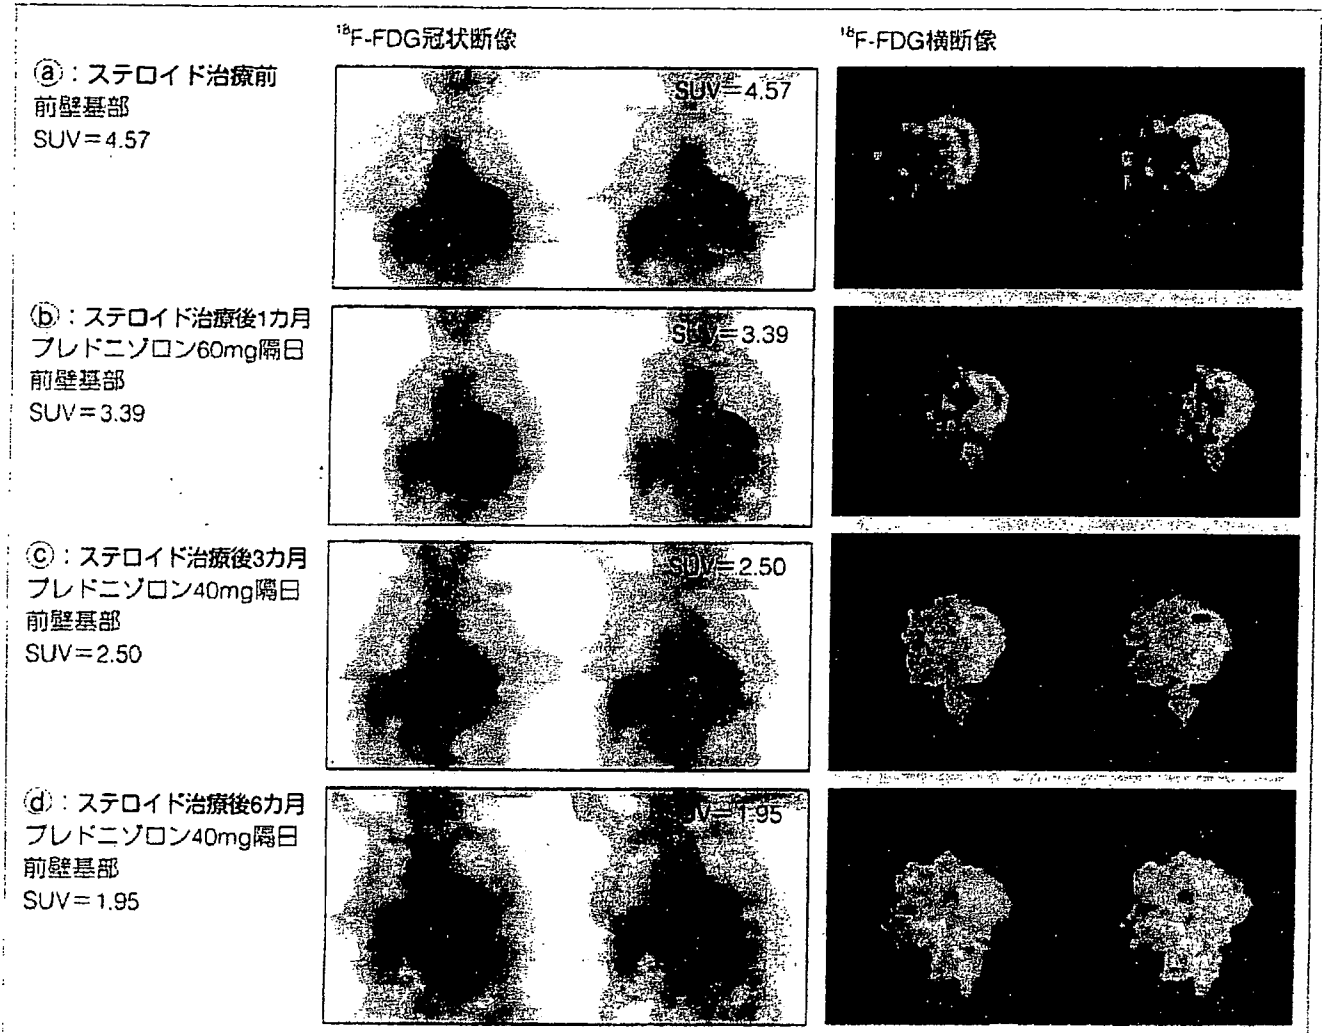 ¹⁸F-FDG冠状断像
¹⁸F-FDG横断像
ⓐ：ステロイド治療前
前壁基部
SUV＝4.57
SUV＝4.57
ⓑ：ステロイド治療後1カ月
プレドニゾロン60mg隔日
前壁基部
SUV＝3.39
SUV＝3.39
ⓒ：ステロイド治療後3カ月
プレドニゾロン40mg隔日
前壁基部
SUV＝2.50
SUV＝2.50
ⓓ：ステロイド治療後6カ月
プレドニゾロン40mg隔日
前壁基部
SUV＝1.95
UV＝1.95